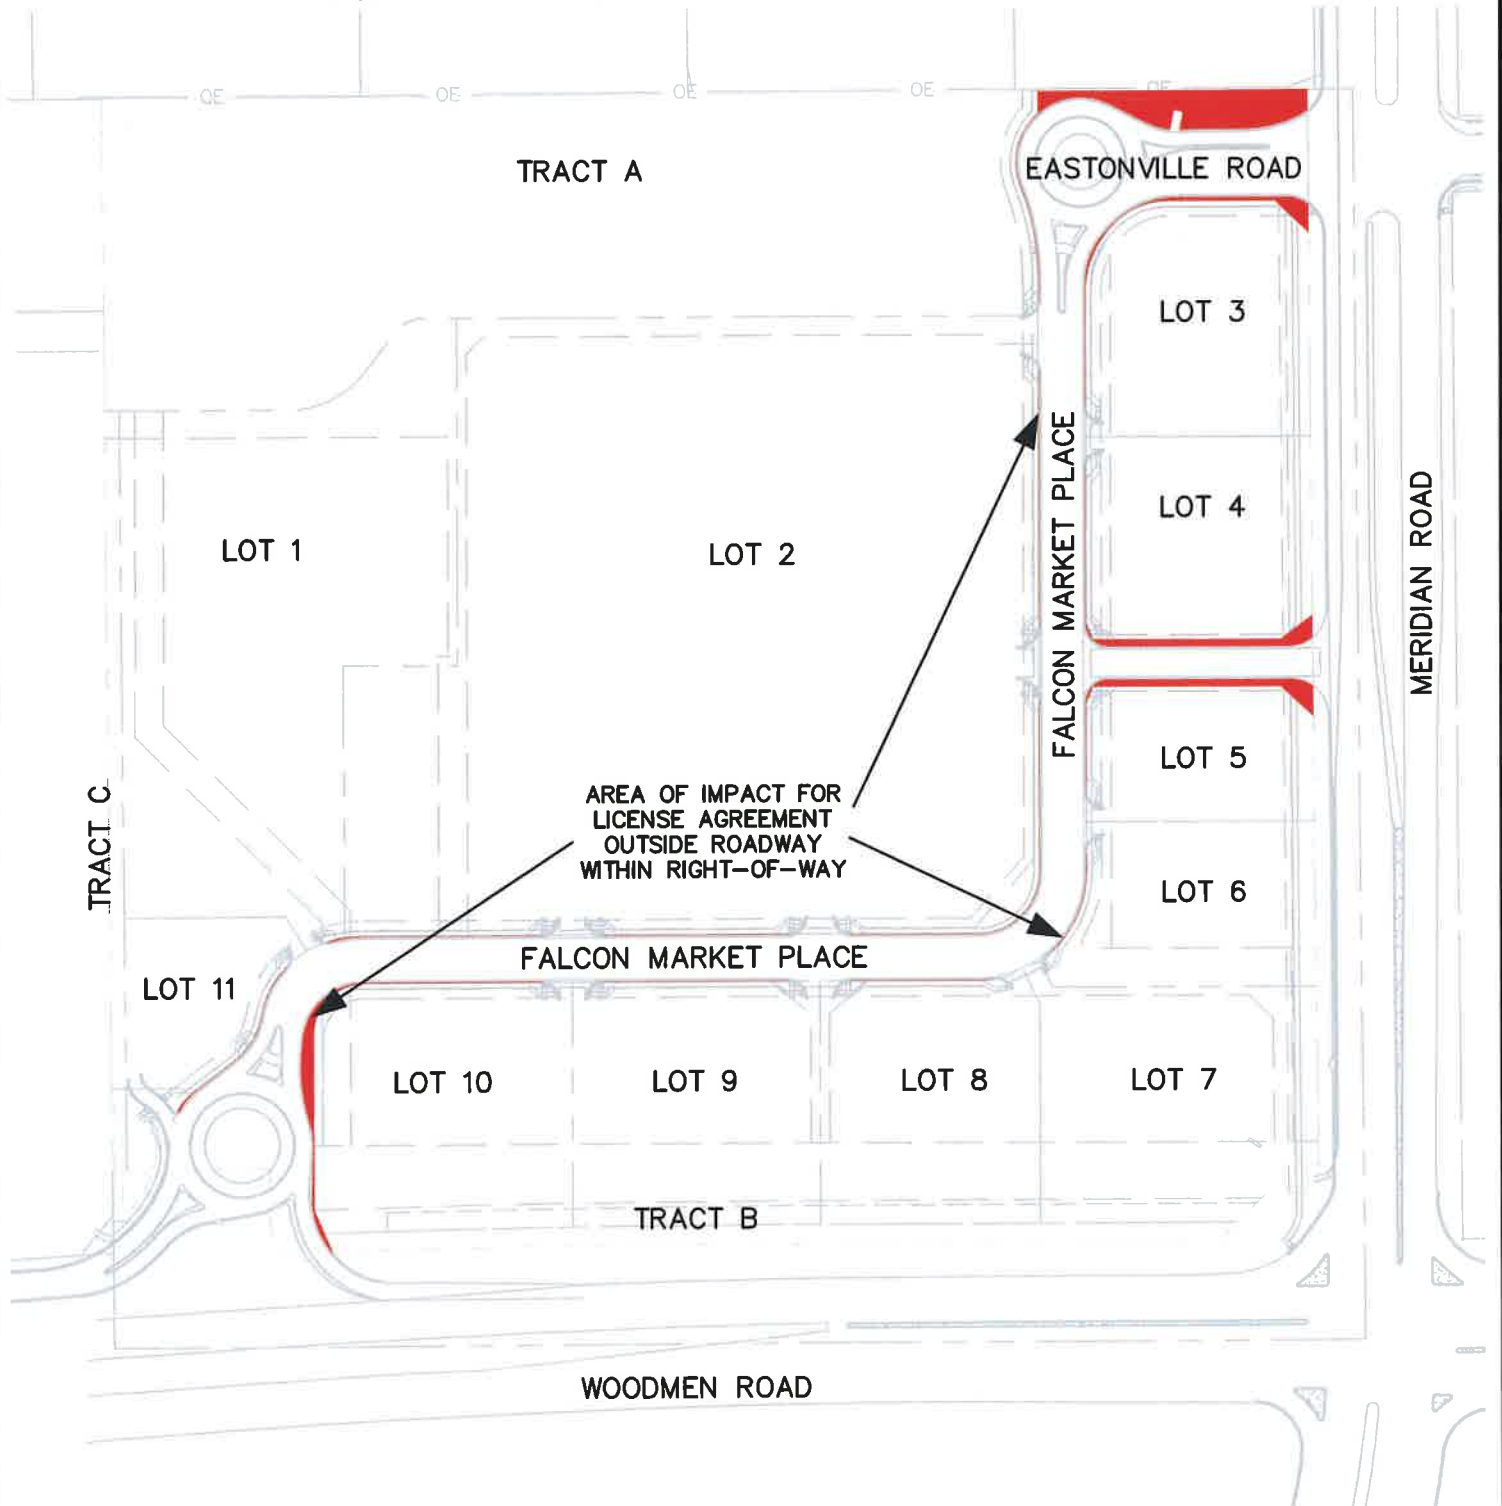 OE OE OE OE OE
TRACT A
EASTONVILLE ROAD
LOT 3
LOT 4
LOT 1
LOT 2
FALCON MARKET PLACE
MERIDIAN ROAD
LOT 5
AREA OF IMPACT FOR
LICENSE AGREEMENT
OUTSIDE ROADWAY
WITHIN RIGHT-OF-WAY
TRACT C
LOT 6
FALCON MARKET PLACE
LOT 11
LOT 10
LOT 9
LOT 8
LOT 7
TRACT B
WOODMEN ROAD